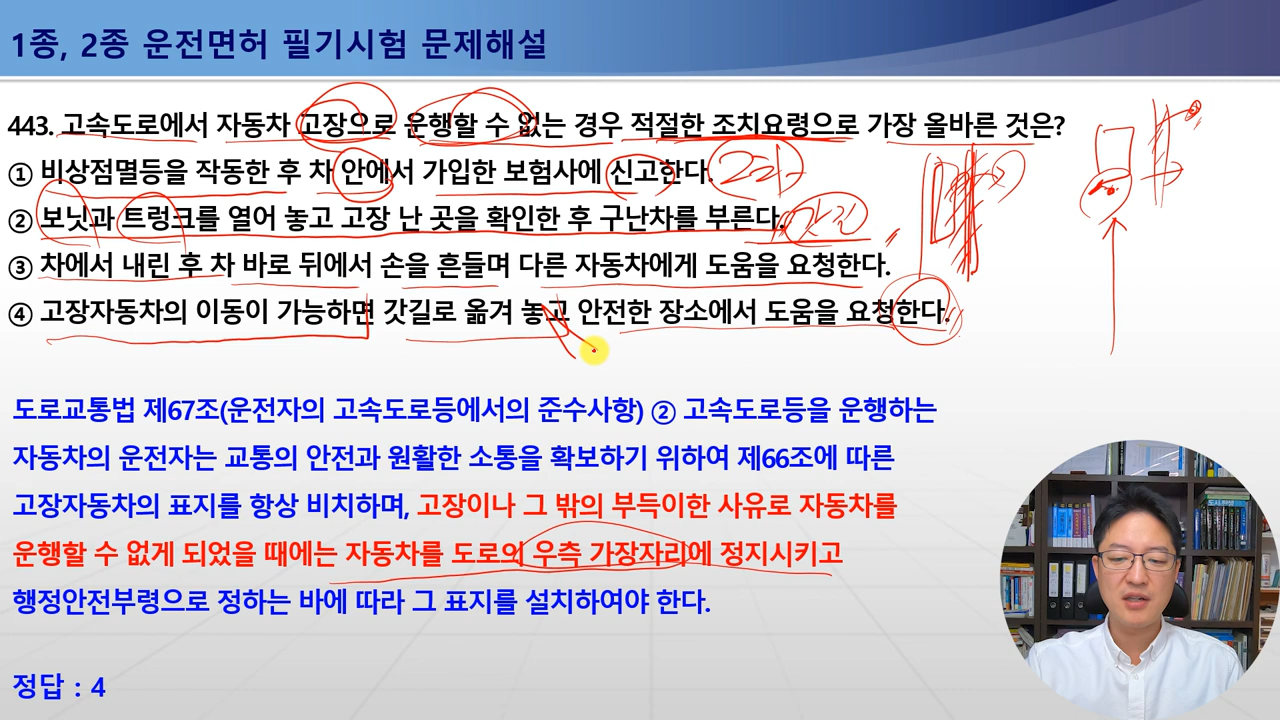 1종, 2종 운전면허 필기시험 문제해설
443. 고속도로에서 자동차 고장으로 운행할 수 없는 경우 적절한 조치요령으로 가장 올바른 것은?
① 비상점멸등을 작동한 후 차 안에서 가입한 보험사에 신고한다.
② 보닛과 트렁크를 열어 놓고 고장 난 곳을 확인한 후 구난차를 부른다.
갓길
③ 차에서 내린 후 차 바로 뒤에서 손을 흔들며 다른 자동차에게 도움을 요청한다.
④ 고장자동차의 이동이 가능하면 갓길로 옮겨 놓고 안전한 장소에서 도움을 요청한다.
도로교통법 제67조(운전자의 고속도로등에서의 준수사항) ② 고속도로등을 운행하는
자동차의 운전자는 교통의 안전과 원활한 소통을 확보하기 위하여 제66조에 따른
고장자동차의 표지를 항상 비치하며, 고장이나 그 밖의 부득이한 사유로 자동차를
운행할 수 없게 되었을 때에는 자동차를 도로의 우측 가장자리에 정지시키고
행정안전부령으로 정하는 바에 따라 그 표지를 설치하여야 한다.
정답 : 4